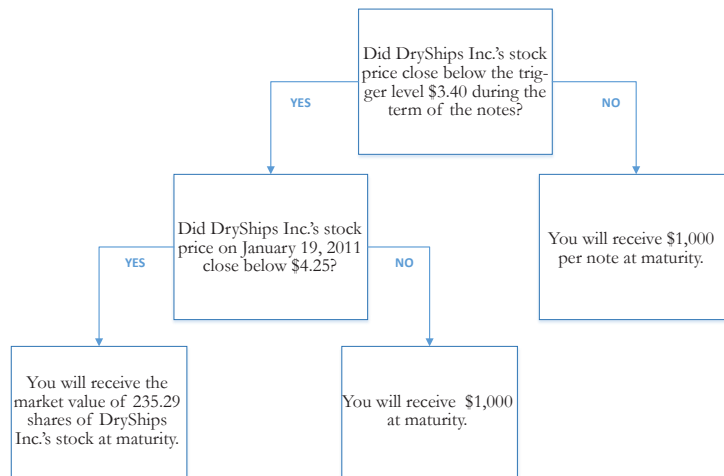 Did DryShips Inc.'s stock
price close below the trig-
ger level $3.40 during the
term of the notes?
YES
NO
Did DryShips Inc.'s stock
price on January 19, 2011
close below $4.25?
You will receive $1,000
per note at maturity.
YES
NO
You will receive the
market value of 235.29
shares of DryShips
Inc.'s stock at maturity.
You will receive  $1,000
at maturity.